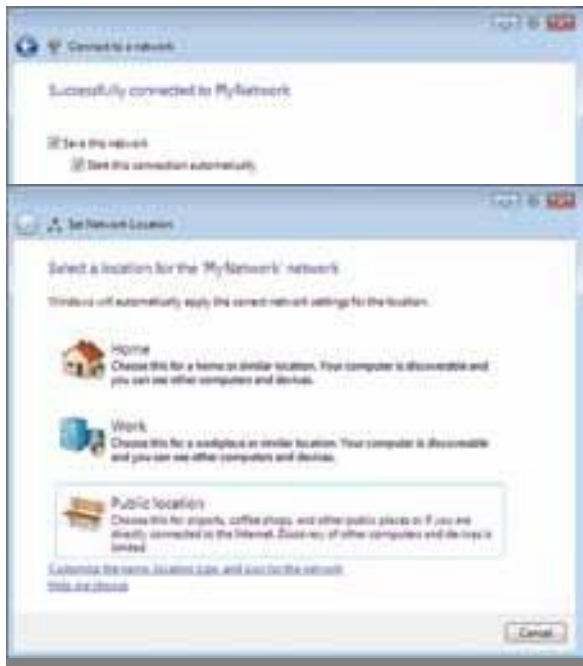 Connect to a network
Successfully connected to MyNetwork
Save this network
Start this connection automatically
Set Network Location
Select a location for the 'MyNetwork' network
Windows will automatically apply the correct network settings for the location.
Home
Choose this for a home or similar location. Your computer is discoverable and
you can see other computers and devices.
Work
Choose this for a workplace or similar location. Your computer is discoverable
and you can see other computers and devices.
Public location
Choose this for airports, coffee shops, and other public places or if you are
directly connected to the Internet. Discovery of other computers and devices is
limited.
Customize the name, location type, and icon for the network
Help me choose
Cancel